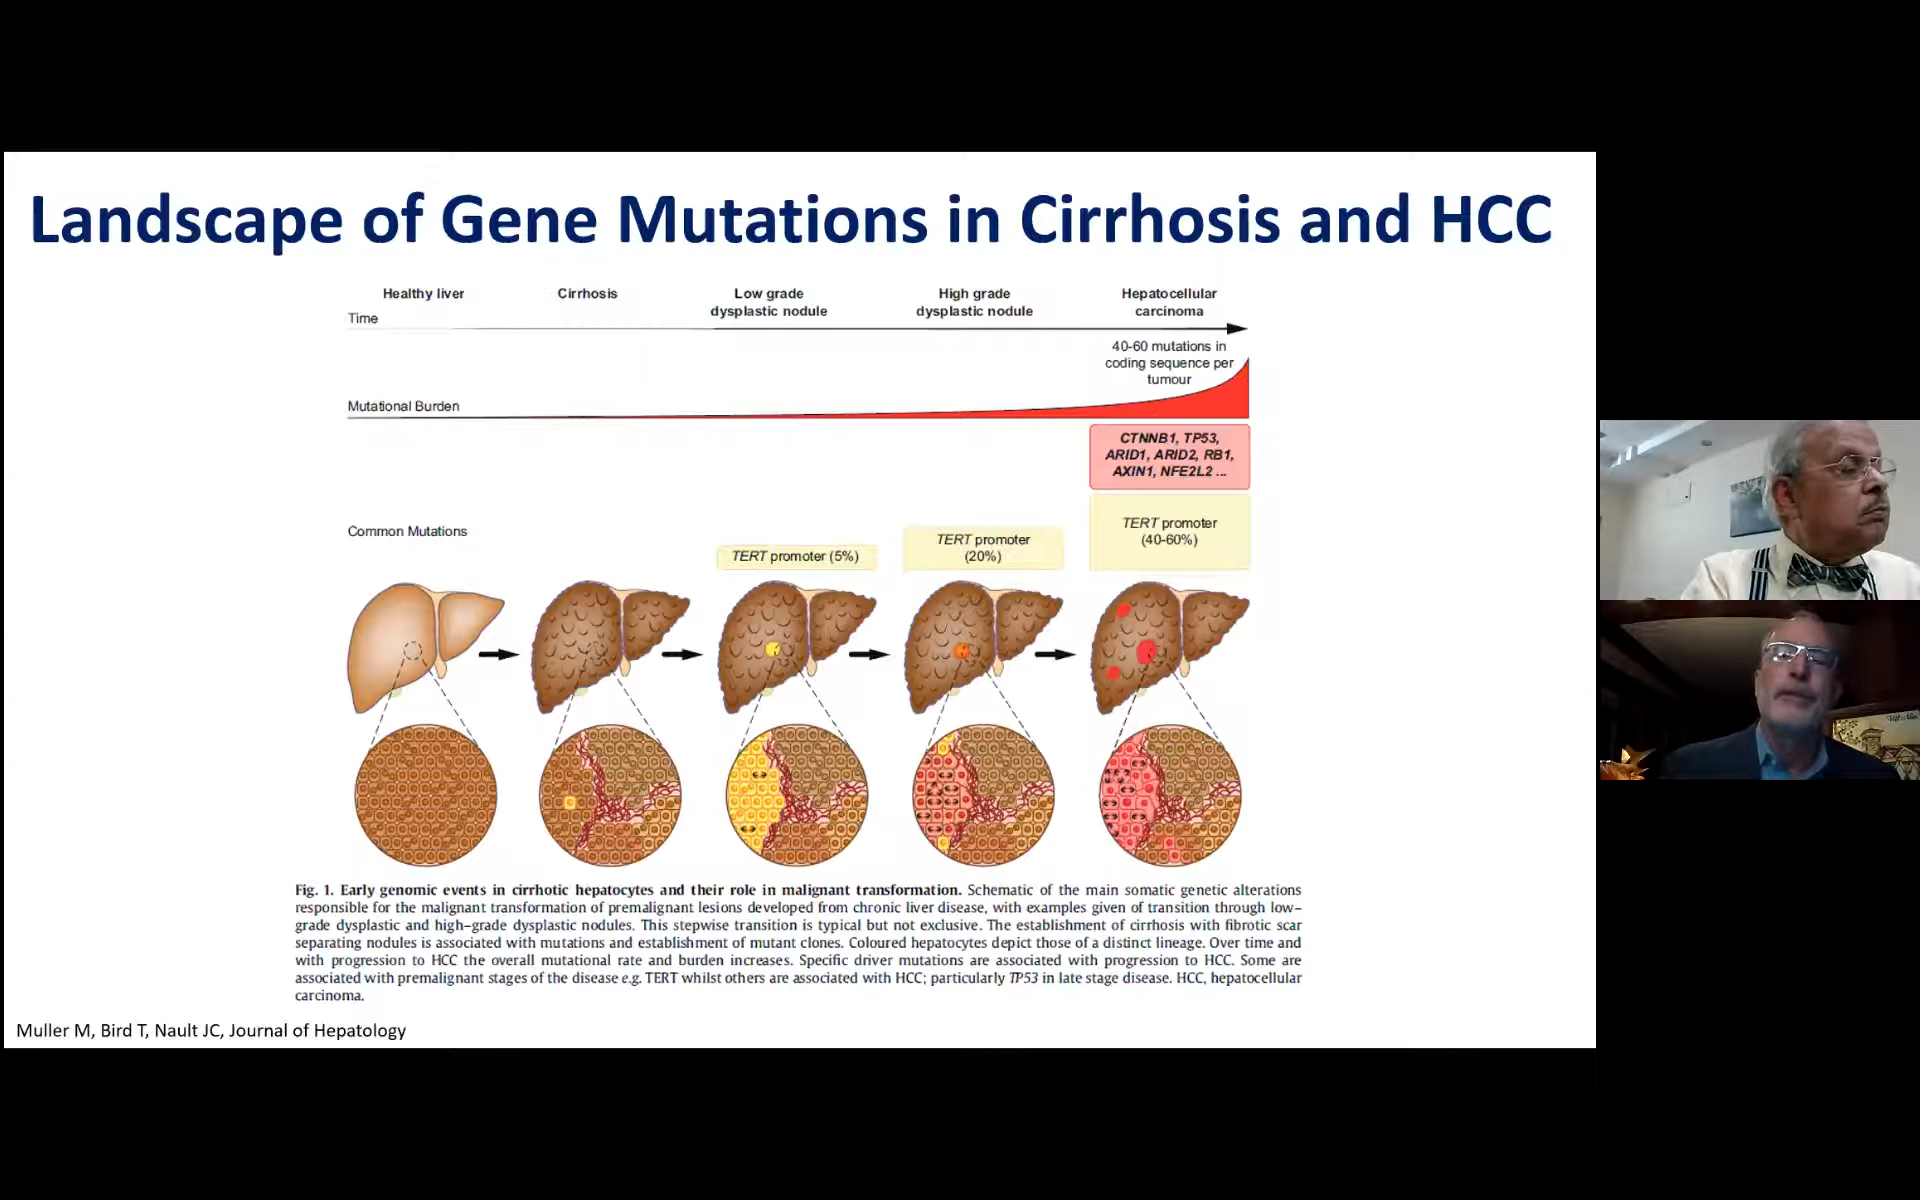 Landscape of Gene Mutations in Cirrhosis and HCC
Healthy liver
Cirrhosis
Low grade
dysplastic nodule
High grade
dysplastic nodule
Hepatocellular
carcinoma
Time
40-60 mutations in
coding sequence per
tumour
Mutational Burden
CTNNB1, TP53,
ARID1, ARID2, RB1,
AXIN1, NFE2L2 ...
Common Mutations
TERT promoter (5%)
TERT promoter
(20%)
TERT promoter
(40-60%)
Fig. 1. Early genomic events in cirrhotic hepatocytes and their role in malignant transformation. Schematic of the main somatic genetic alterations
responsible for the malignant transformation of premalignant lesions developed from chronic liver disease, with examples given of transition through low–
grade dysplastic and high–grade dysplastic nodules. This stepwise transition is typical but not exclusive. The establishment of cirrhosis with fibrotic scar
separating nodules is associated with mutations and establishment of mutant clones. Coloured hepatocytes depict those of a distinct lineage. Over time and
with progression to HCC the overall mutational rate and burden increases. Specific driver mutations are associated with progression to HCC. Some are
associated with premalignant stages of the disease e.g. TERT whilst others are associated with HCC; particularly TP53 in late stage disease. HCC, hepatocellular
carcinoma.
Muller M, Bird T, Nault JC, Journal of Hepatology